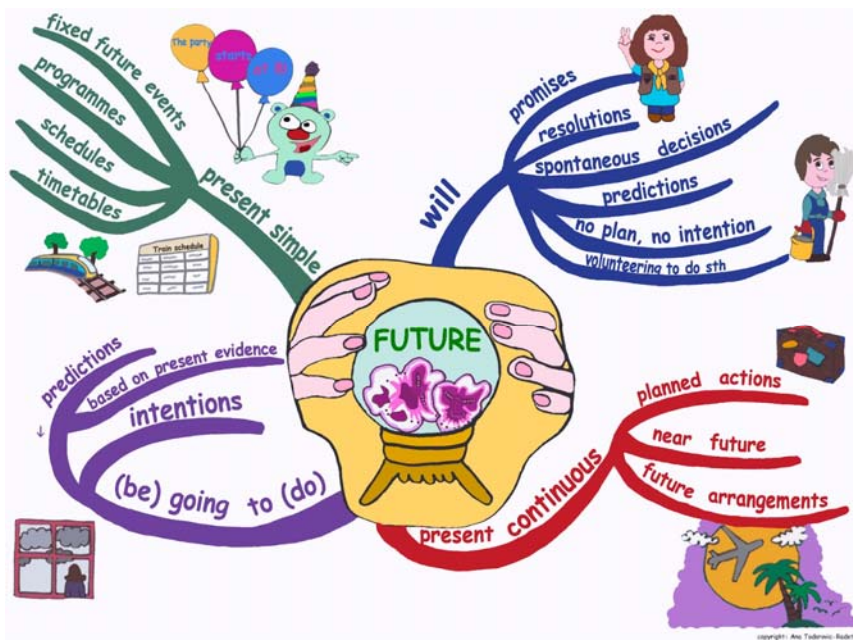 fixed future events
programmes
schedules
timetables
present simple
The party
starts
Train schedule
will
promises
resolutions
spontaneous decisions
predictions
no plan, no intention
volunteering to do sth
FUTURE
predictions
based on present evidence
intentions
(be) going to (do)
present continuous
planned actions
near future
future arrangements